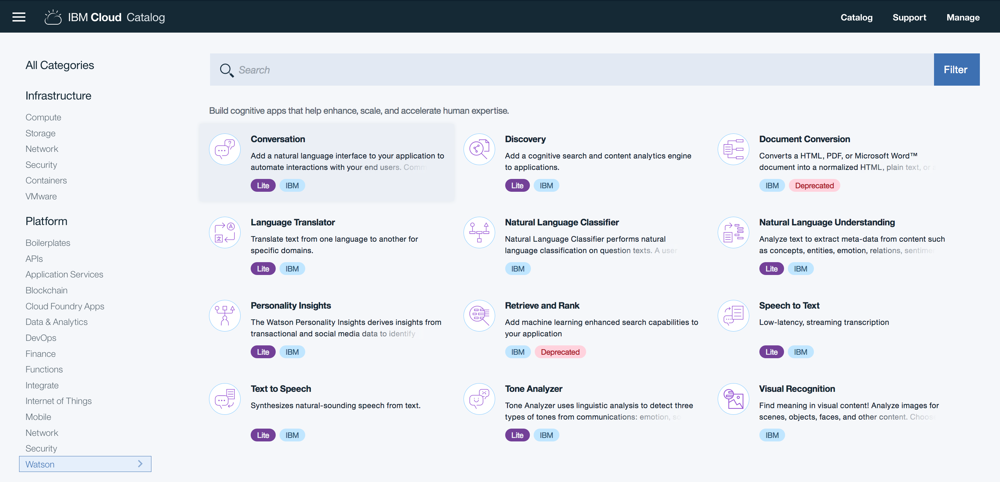 IBM Cloud Catalog
Catalog
Support
Manage
All Categories
Infrastructure
Compute
Storage
Network
Security
Containers
VMware
Platform
Boilerplates
APIs
Application Services
Blockchain
Cloud Foundry Apps
Data & Analytics
DevOps
Finance
Functions
Integrate
Internet of Things
Mobile
Network
Security
Watson
Search
Filter
Build cognitive apps that help enhance, scale, and accelerate human expertise.
Conversation
Add a natural language interface to your application to
automate interactions with your end users. Comm
Lite IBM
Discovery
Add a cognitive search and content analytics engine
to applications.
Lite IBM
Document Conversion
Converts a HTML, PDF, or Microsoft Word™
document into a normalized HTML, plain text, or a
IBM Deprecated
Language Translator
Translate text from one language to another for
specific domains.
Lite IBM
Natural Language Classifier
Natural Language Classifier performs natural
language classification on question texts. A user
IBM
Natural Language Understanding
Analyze text to extract meta-data from content such
as concepts, entities, emotion, relations, sentimen
Lite IBM
Personality Insights
The Watson Personality Insights derives insights from
transactional and social media data to identify
Lite IBM
Retrieve and Rank
Add machine learning enhanced search capabilities to
your application
IBM Deprecated
Speech to Text
Low-latency, streaming transcription
Lite IBM
Text to Speech
Synthesizes natural-sounding speech from text.
Lite IBM
Tone Analyzer
Tone Analyzer uses linguistic analysis to detect three
types of tones from communications: emotion, so
Lite IBM
Visual Recognition
Find meaning in visual content! Analyze images for
scenes, objects, faces, and other content. Choose
IBM